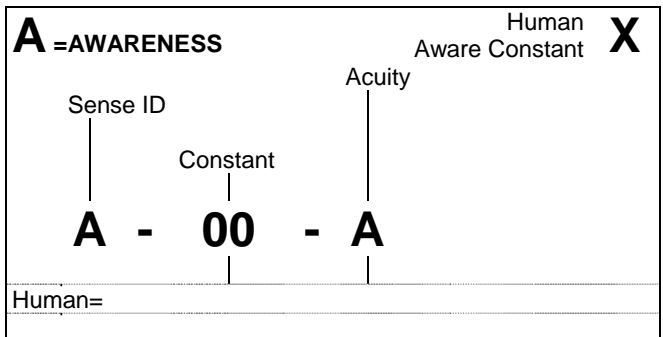 A =AWARENESS
Human
Aware Constant X
Acuity
Sense ID
Constant
A - 00 - A
Human=